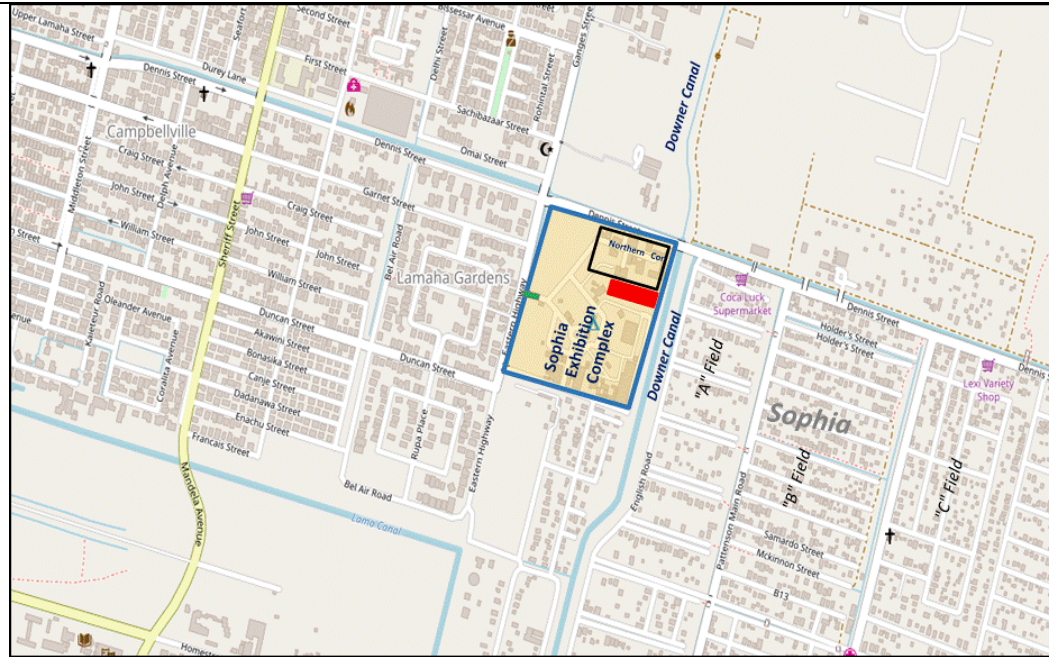 Bissessar Avenue
Second Street
Upper Lamaha Street
Seafort
Ganges Street
Delhi Street
Durey Lane
First Street
Dennis Street
Rohintal Street
Downer Canal
Sachibazaar Street
Campbellville
Omai Street
Dennis Street
Craig Street
Delph Avenue
Middleton Street
John Street
Garnet Street
Craig Street
Dennis Street
William Street
John Street
Northern Cor
Sheriff Street
John Street
Bel Air Road
Lamaha Gardens
William Street
Eastern Highway
Coca Luck
Supermarket
Dennis Street
Oleander Avenue
Kaieteur Road
Duncan Street
Sophia
Exhibition
Complex
Downer Canal
Holder's Street
Holder's Street
Akawini Street
Coralita Avenue
Bonasika Street
Duncan Street
"A" Field
Lexi Variety
Shop
Canje Street
Dadanawa Street
Sophia
Enachu Street
Rupa Place
Francais Street
Eastern Highway
"B" Field
"C" Field
Bel Air Road
English Road
Pattenson Main Road
Mandela Avenue
Lamo Canal
Samardo Street
Mckinnon Street
B13